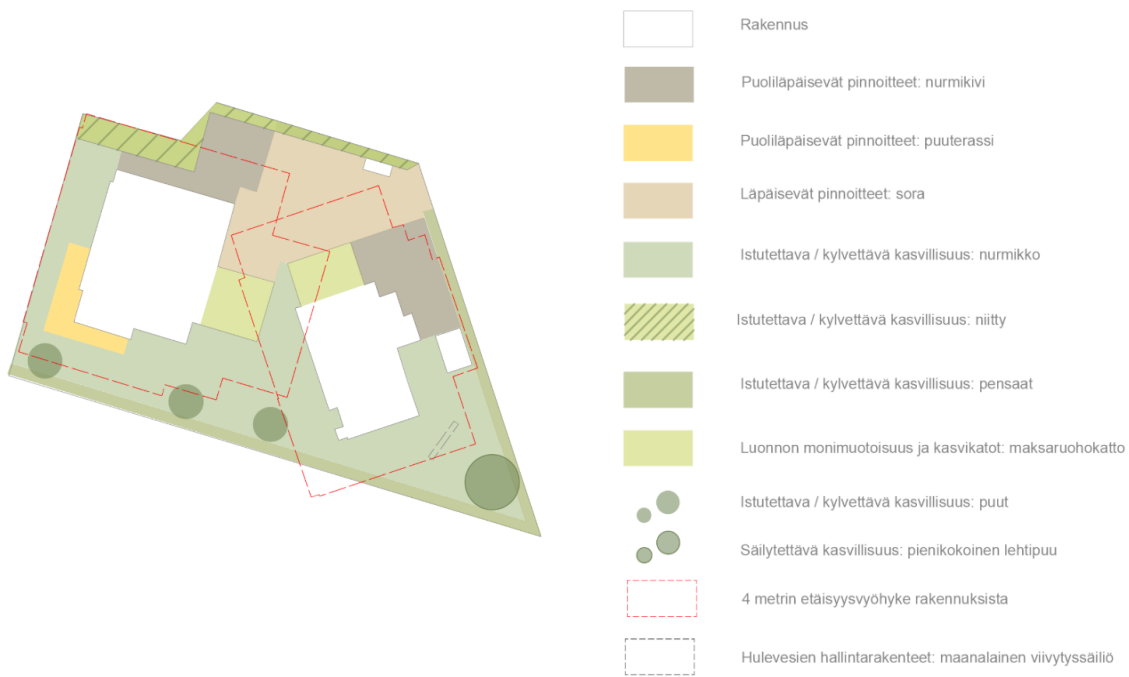 Rakennus
Puoliläpäisevät pinnoitteet: nurmikivi
Puoliläpäisevät pinnoitteet: puuterassi
Läpäisevät pinnoitteet: sora
Istutettava / kylvettävä kasvillisuus: nurmikko
Istutettava / kylvettävä kasvillisuus: niitty
Istutettava / kylvettävä kasvillisuus: pensaat
Luonnon monimuotoisuus ja kasvikatot: maksaruohokatto
Istutettava / kylvettävä kasvillisuus: puut
Säilytettävä kasvillisuus: pienikokoinen lehtipuu
4 metrin etäisyysvyöhyke rakennuksista
Hulevesien hallintarakenteet: maanalainen viivytyssäiliö